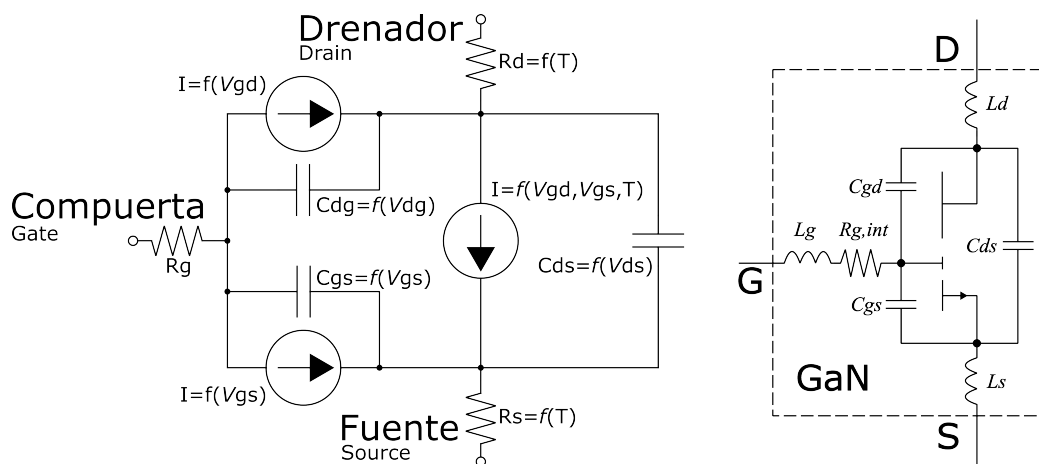 Drenador
Drain
Rd=f(T)
I=f(Vgd)
Cdg=f(Vdg)
I=f(Vgd,Vgs,T)
Compuerta
Gate
Rg
Cgs=f(Vgs)
Cds=f(Vds)
I=f(Vgs)
Rs=f(T)
Fuente
Source
D
Ld
Cgd
Lg
Rg,int
Cds
G
Cgs
GaN
Ls
S